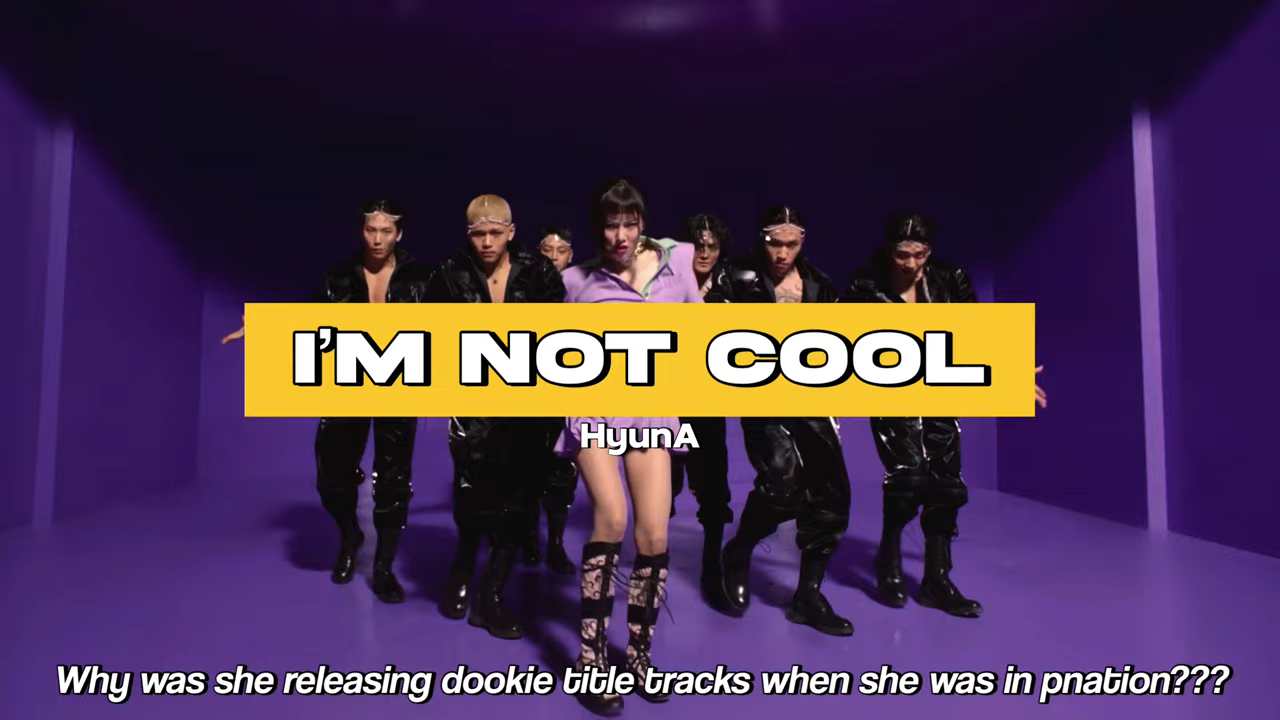 I'M NOT COOL
HyunA
Why was she releasing dookie title tracks when she was in pnation???